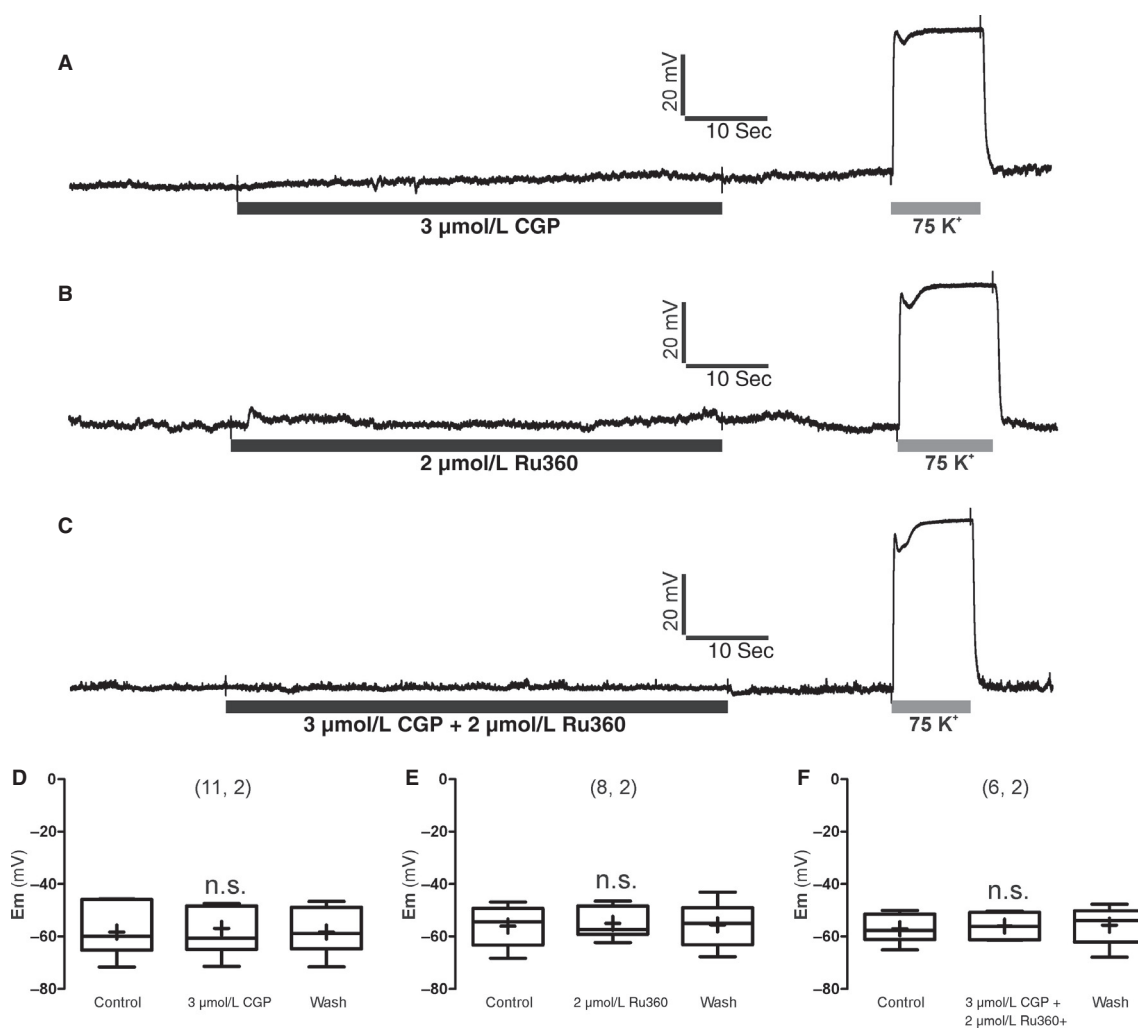 A
20 mV
10 Sec
3 µmol/L CGP
75 K⁺
B
20 mV
10 Sec
2 µmol/L Ru360
75 K⁺
C
20 mV
10 Sec
3 µmol/L CGP + 2 µmol/L Ru360
75 K⁺
D
(11, 2)
Em (mV)
0
–20
–40
–60
–80
n.s.
Control
3 µmol/L CGP
Wash
E
(8, 2)
Em (mV)
0
–20
–40
–60
–80
n.s.
Control
2 µmol/L Ru360
Wash
F
(6, 2)
Em (mV)
0
–20
–40
–60
–80
n.s.
Control
3 µmol/L CGP +
2 µmol/L Ru360+
Wash